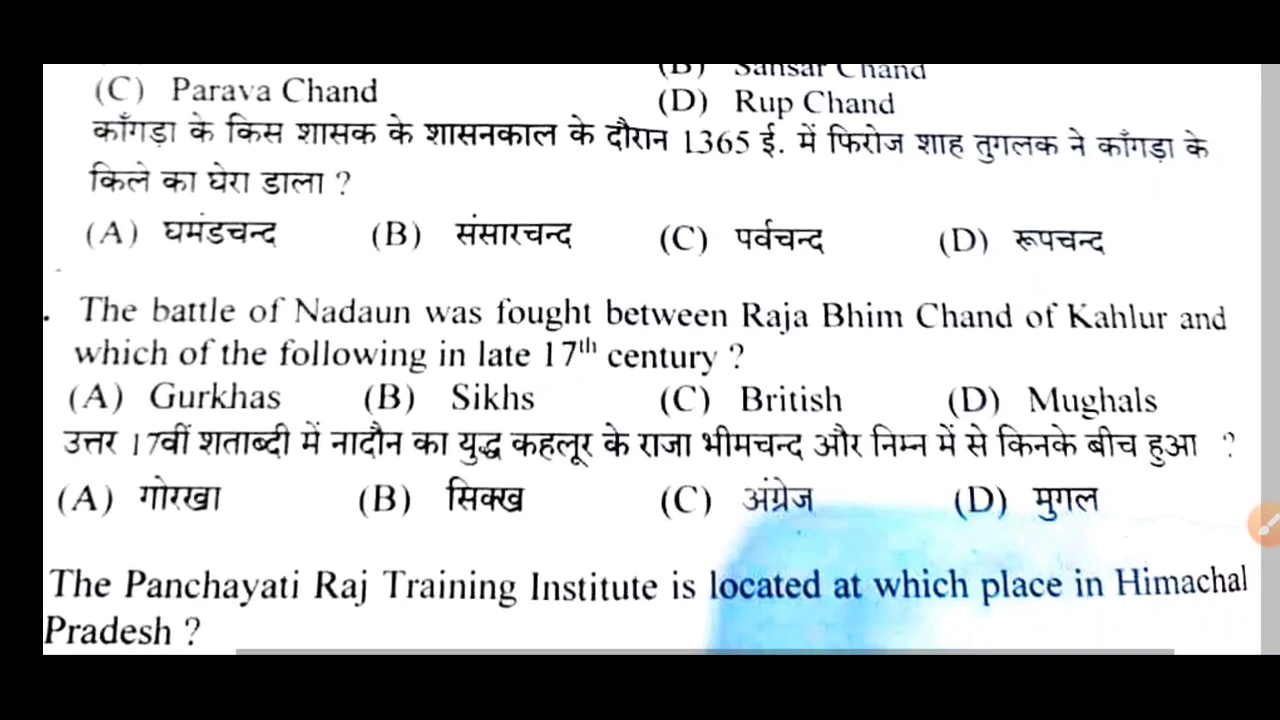 (B) Sansar Chand
(C) Parava Chand (D) Rup Chand
काँगड़ा के किस शासक के शासनकाल के दौरान 1365 ई. में फिरोज शाह तुगलक ने काँगड़ा के
किले का घेरा डाला ?
(A) घमंडचन्द (B) संसारचन्द (C) पर्वचन्द (D) रूपचन्द
. The battle of Nadaun was fought between Raja Bhim Chand of Kahlur and
which of the following in late 17th century ?
(A) Gurkhas (B) Sikhs (C) British (D) Mughals
उत्तर 17वीं शताब्दी में नादौन का युद्ध कहलूर के राजा भीमचन्द और निम्न में से किनके बीच हुआ ?
(A) गोरखा (B) सिक्ख (C) अंग्रेज (D) मुगल
The Panchayati Raj Training Institute is located at which place in Himachal
Pradesh ?